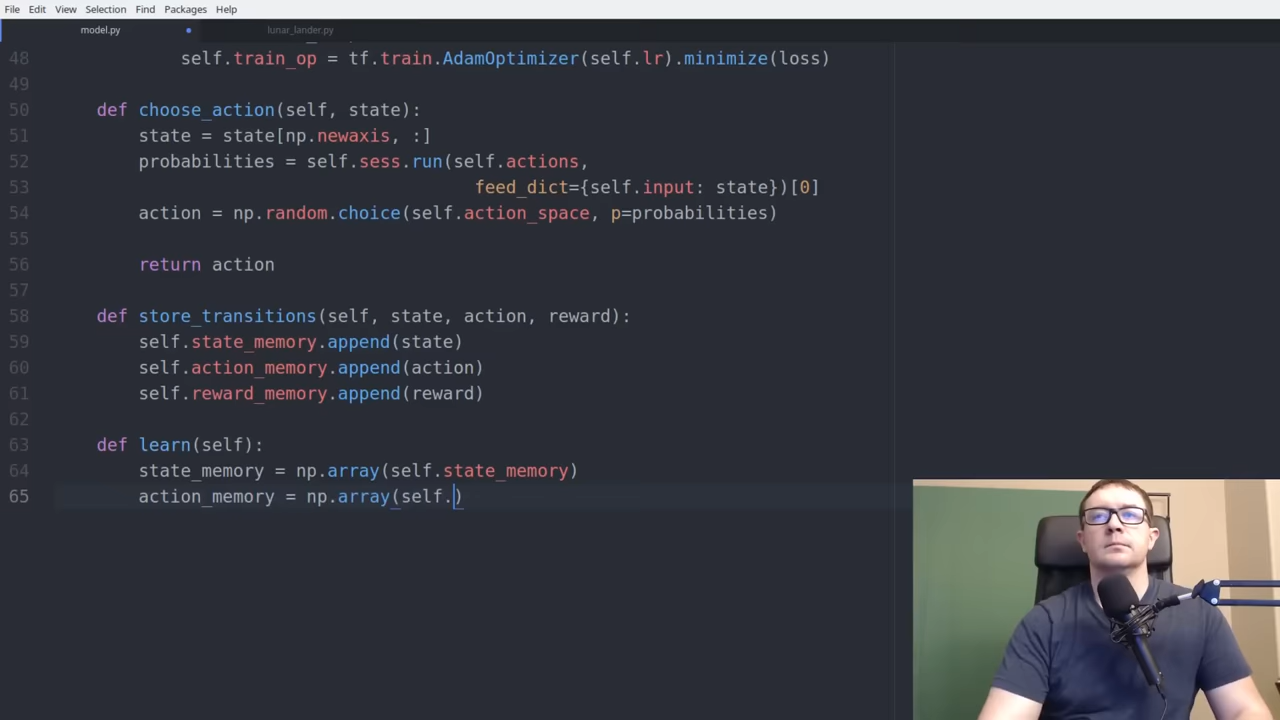 File Edit View Selection Find Packages Help
model.py lunar_lander.py
48 self.train_op = tf.train.AdamOptimizer(self.lr).minimize(loss)
49
50 def choose_action(self, state):
51 state = state[np.newaxis, :]
52 probabilities = self.sess.run(self.actions,
53 feed_dict={self.input: state})[0]
54 action = np.random.choice(self.action_space, p=probabilities)
55
56 return action
57
58 def store_transitions(self, state, action, reward):
59 self.state_memory.append(state)
60 self.action_memory.append(action)
61 self.reward_memory.append(reward)
62
63 def learn(self):
64 state_memory = np.array(self.state_memory)
65 action_memory = np.array(self.)